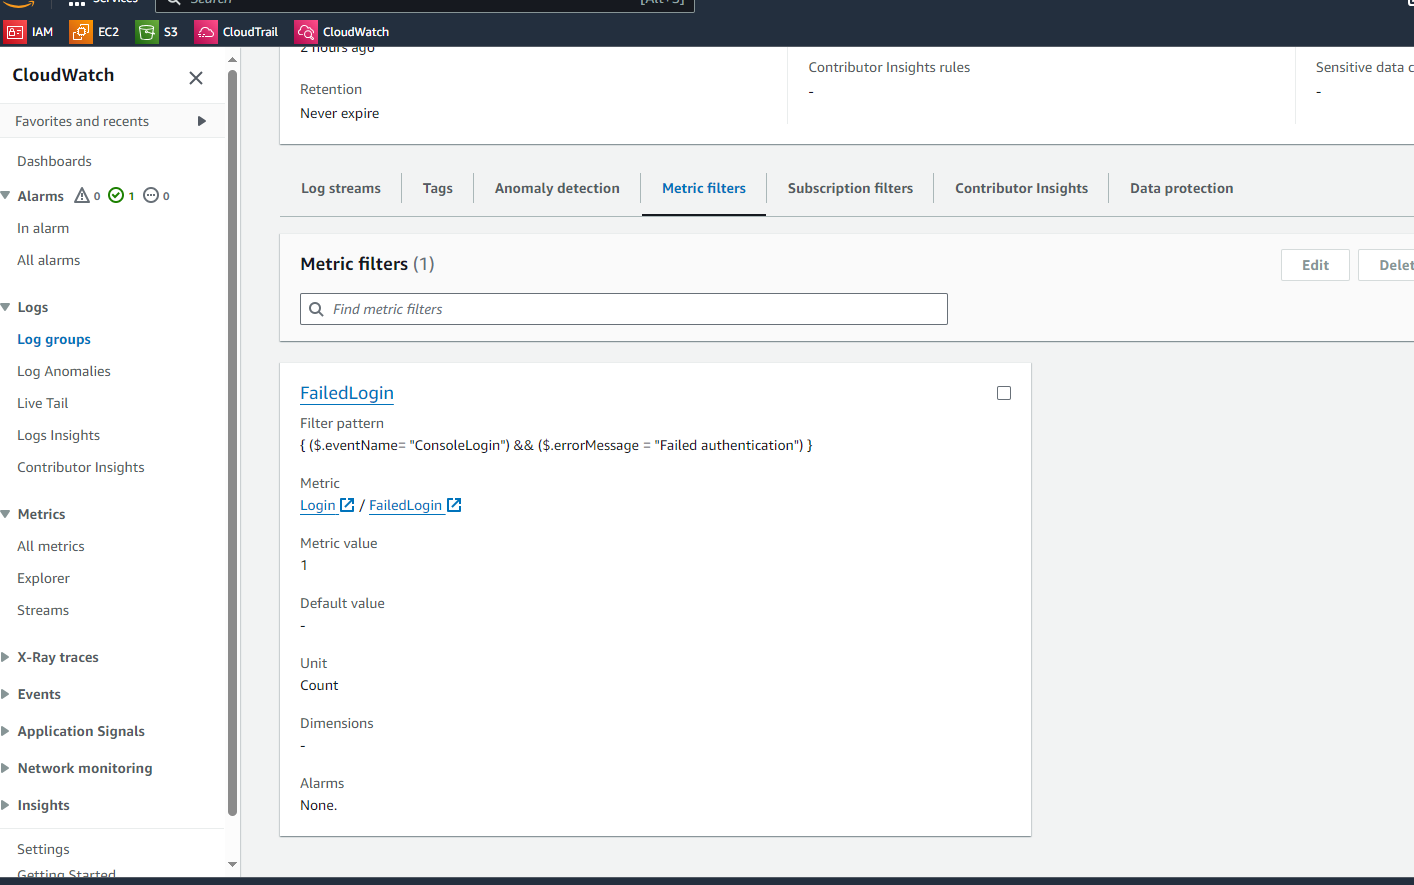 Services
Search
[Alt+S]
IAM
EC2
S3
CloudTrail
CloudWatch
CloudWatch
Favorites and recents
Dashboards
Alarms 0 1 0
In alarm
All alarms
Logs
Log groups
Log Anomalies
Live Tail
Logs Insights
Contributor Insights
Metrics
All metrics
Explorer
Streams
X-Ray traces
Events
Application Signals
Network monitoring
Insights
Settings
Getting Started
2 hours ago
Retention
Never expire
Contributor Insights rules
-
Sensitive data c
-
Log streams
Tags
Anomaly detection
Metric filters
Subscription filters
Contributor Insights
Data protection
Metric filters (1)
Edit
Delet
Find metric filters
FailedLogin
Filter pattern
{ ($.eventName= "ConsoleLogin") && ($.errorMessage = "Failed authentication") }
Metric
Login / FailedLogin
Metric value
1
Default value
-
Unit
Count
Dimensions
-
Alarms
None.